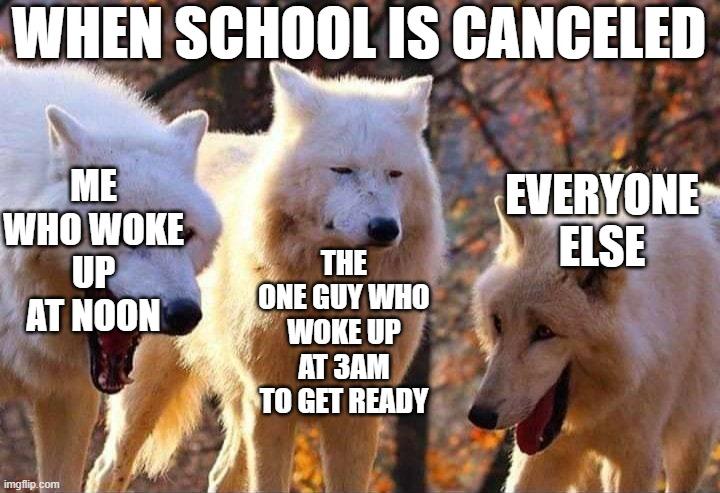 WHEN SCHOOL IS CANCELED
ME
WHO WOKE
UP
AT NOON
THE
ONE GUY WHO
WOKE UP
AT 3AM
TO GET READY
EVERYONE
ELSE
imgflip.com